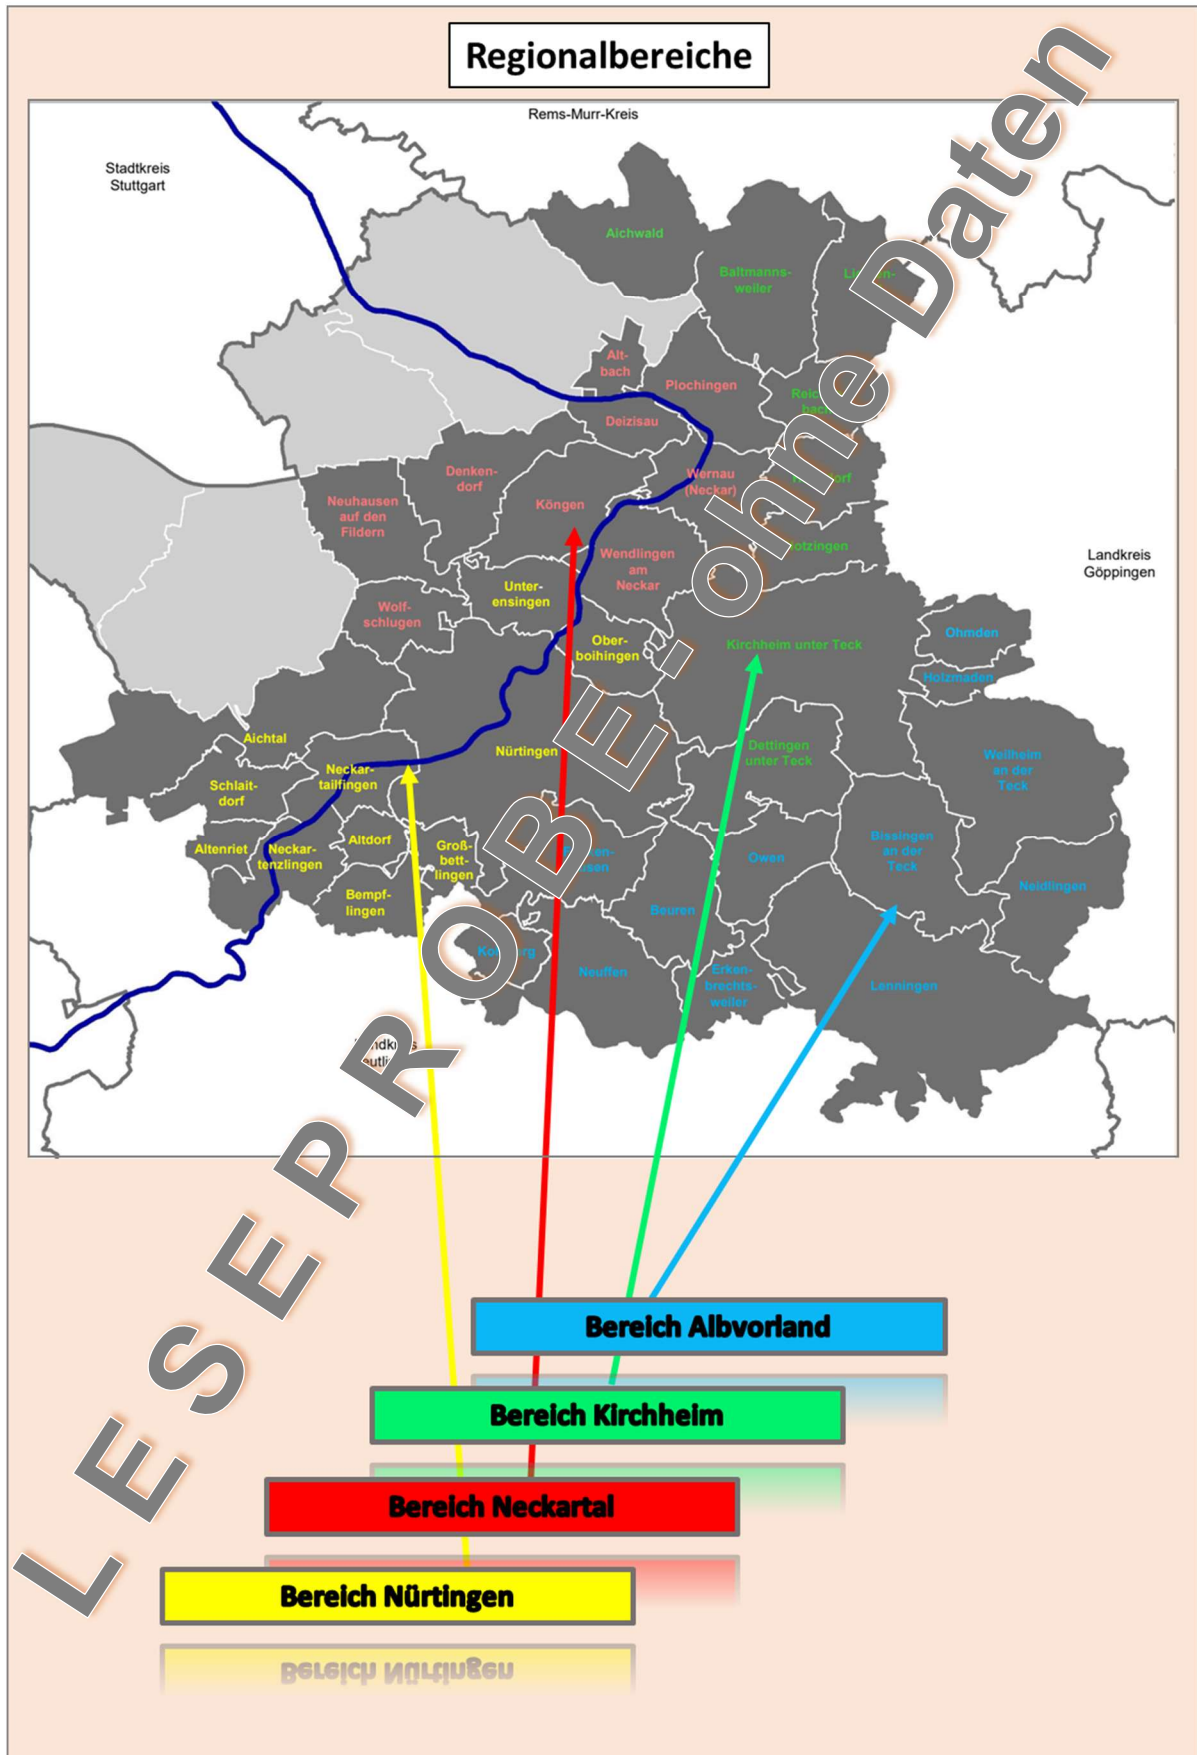 Regionalbereiche
Rems-Murr-Kreis
Stadtkreis
Stuttgart
Aichwald
Baltmanns-
weiler
Alt-
bach
Plochingen
Deizisau
Denken-
dorf
Wernau
(Neckar)
Neuhausen
auf den
Fildern
Köngen
Wendlingen
am
Neckar
Landkreis
Göppingen
Unter-
ensingen
Wolf-
schlugen
Ober-
boihingen
Kirchheim unter Teck
Ohmden
Holzmaden
Aichtal
Nürtingen
Dettingen
unter Teck
Weilheim
an der
Teck
Neckar-
tailfingen
Schlait-
dorf
Altdorf
Altenriet
Neckar-
tenzlingen
Groß-
bett-
lingen
Bissingen
an der
Teck
Owen
Neidlingen
Bempf-
lingen
Beuren
Neuffen
Erken-
brechts-
weiler
Lenningen
Bereich Albvorland
Bereich Kirchheim
Bereich Neckartal
Bereich Nürtingen
L E S E P R O B E - ohne Daten